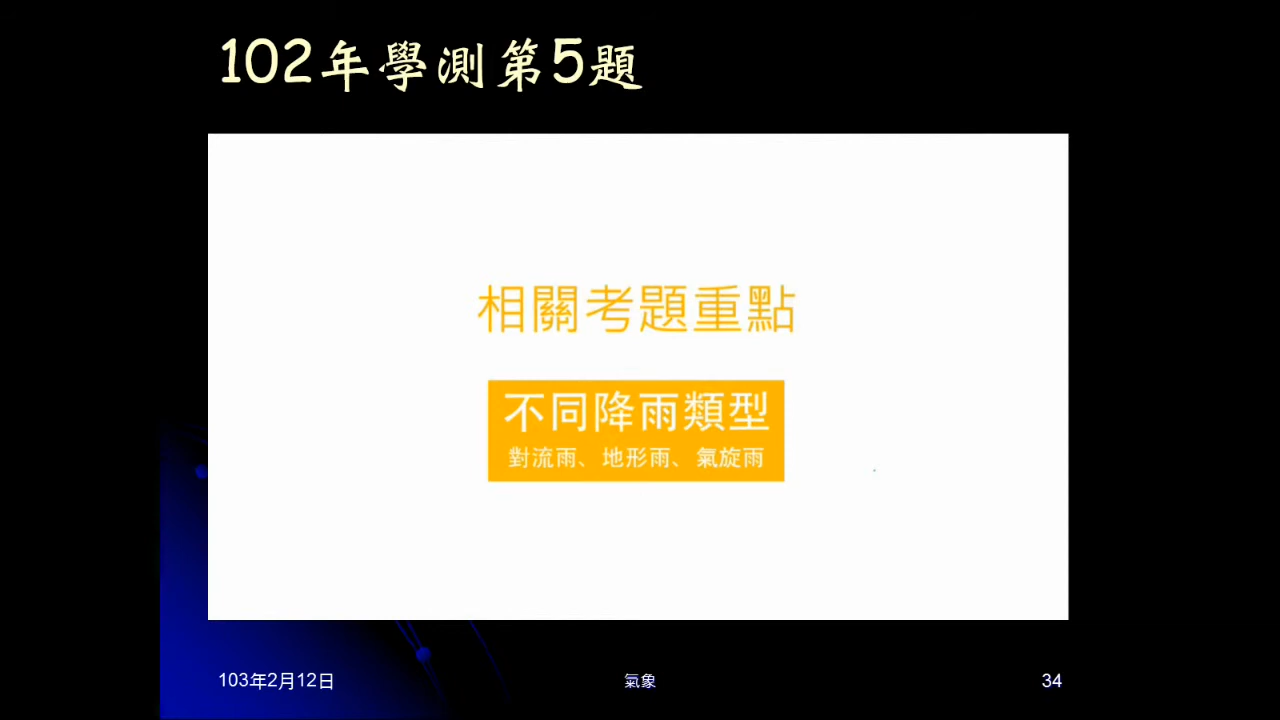 102年學測第5題
相關考題重點
不同降雨類型
對流雨、地形雨、氣旋雨
103年2月12日
氣象
34